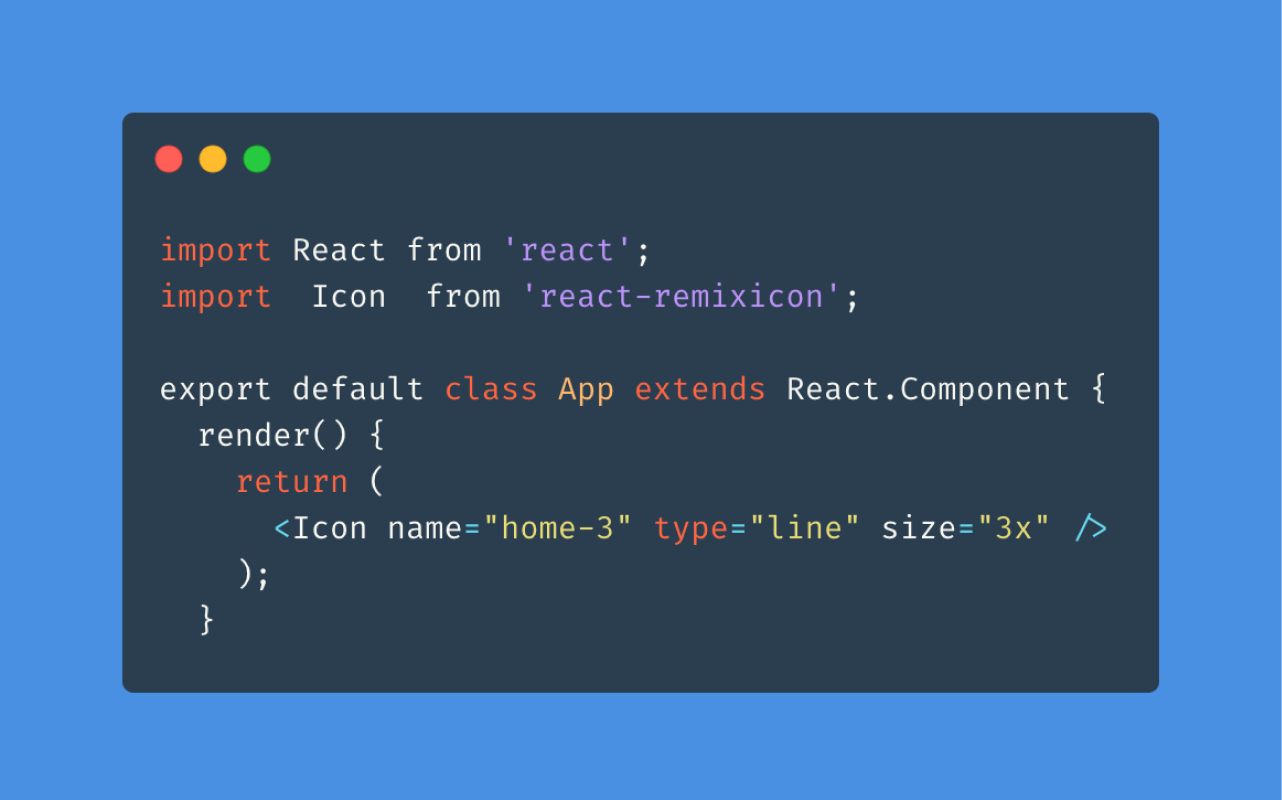 import React from 'react';
import  Icon  from 'react-remixicon';

export default class App extends React.Component {
  render() {
    return (
      <Icon name="home-3" type="line" size="3x" />
    );
  }